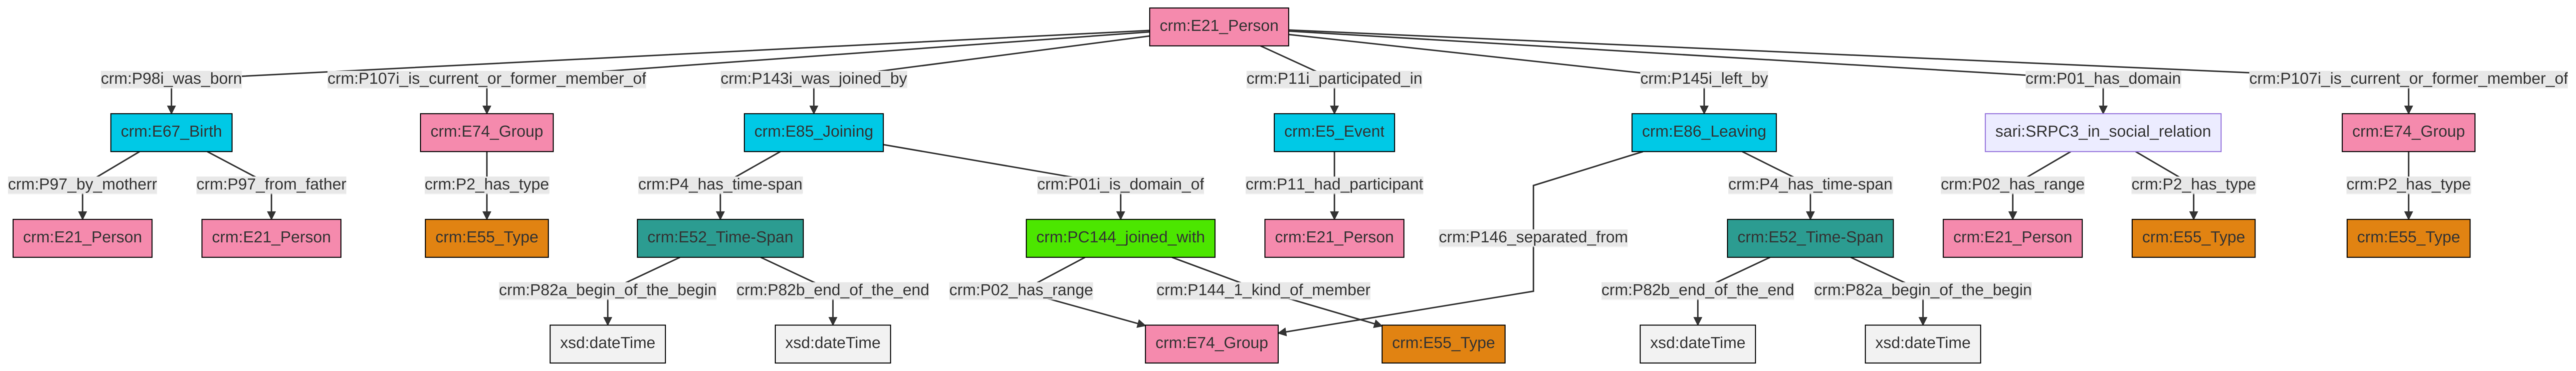 crm:E21_Person
crm:P98i_was_born
crm:P107i_is_current_or_former_member_of
crm:P143i_was_joined_by
crm:P11i_participated_in
crm:P145i_left_by
crm:P01_has_domain
crm:P107i_is_current_or_former_member_of
crm:E67_Birth
crm:E74_Group
crm:E85_Joining
crm:E5_Event
crm:E86_Leaving
sari:SRPC3_in_social_relation
crm:E74_Group
crm:P97_by_motherr
crm:P97_from_father
crm:P2_has_type
crm:P4_has_time-span
crm:P01i_is_domain_of
crm:P11_had_participant
crm:P4_has_time-span
crm:P02_has_range
crm:P2_has_type
crm:P2_has_type
crm:E21_Person
crm:E21_Person
crm:E55_Type
crm:E52_Time-Span
crm:PC144_joined_with
crm:E21_Person
crm:P146_separated_from
crm:E52_Time-Span
crm:E21_Person
crm:E55_Type
crm:E55_Type
crm:P82a_begin_of_the_begin
crm:P82b_end_of_the_end
crm:P02_has_range
crm:P144_1_kind_of_member
crm:P82b_end_of_the_end
crm:P82a_begin_of_the_begin
xsd:dateTime
xsd:dateTime
crm:E74_Group
crm:E55_Type
xsd:dateTime
xsd:dateTime